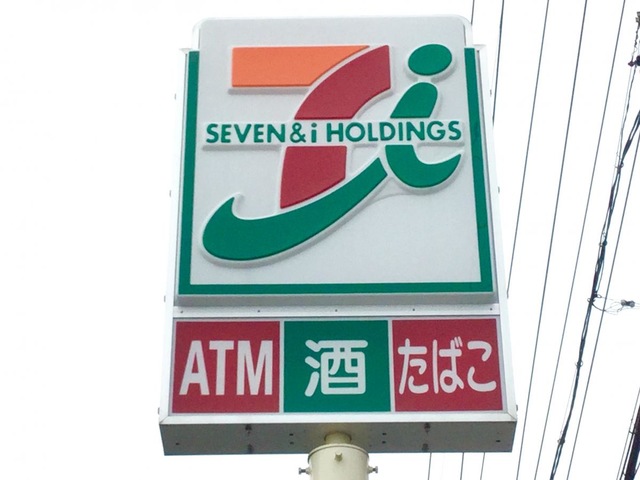 SEVEN&i HOLDINGS
ATM 酒 たばこ